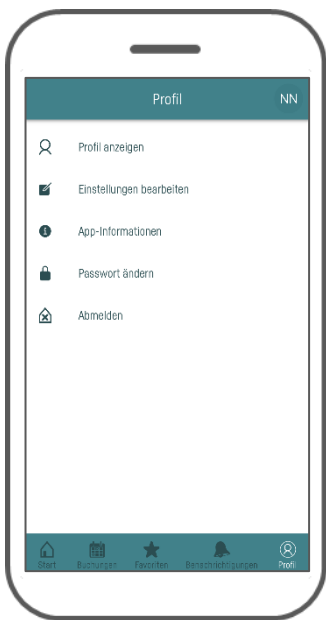 Profil NN
Profil anzeigen
Einstellungen bearbeiten
App-Informationen
Passwort ändern
Abmelden
Start Buchungen Favoriten Benachrichtigungen Profil